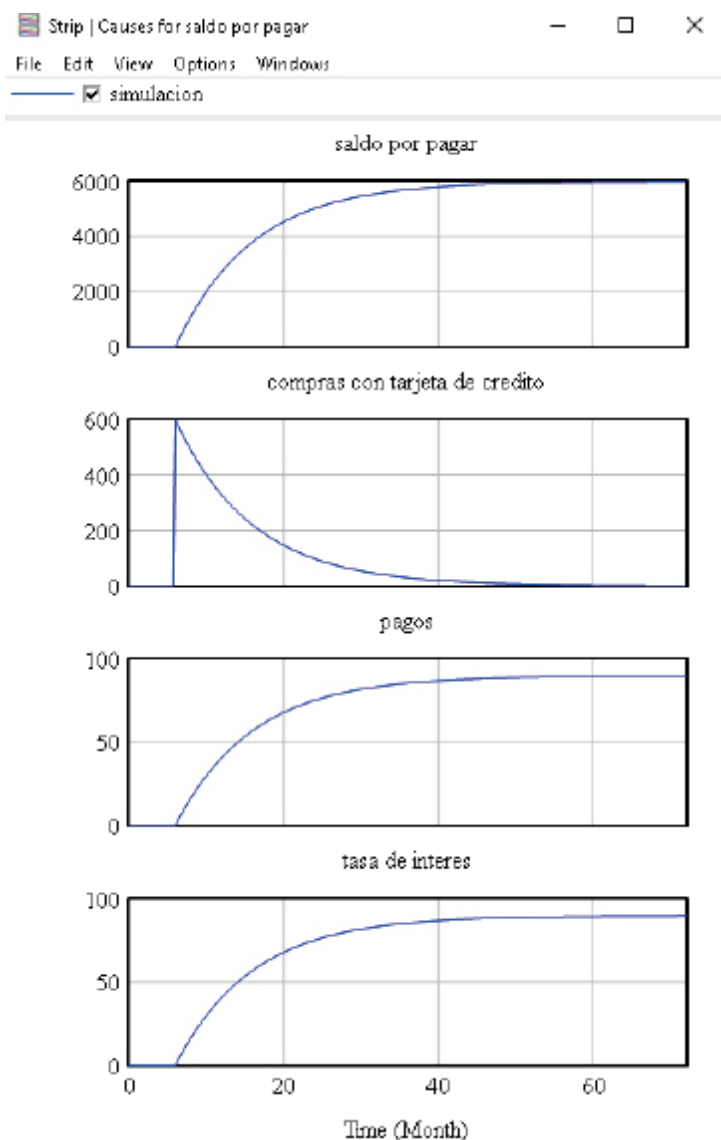 Strip | Causes for saldo por pagar
File Edit View Options Windows
simulacion
saldo por pagar
6000
4000
2000
0
compras con tarjeta de credito
600
400
200
0
pagos
100
50
0
tasa de interes
100
50
0
0 20 40 60
Time (Month)